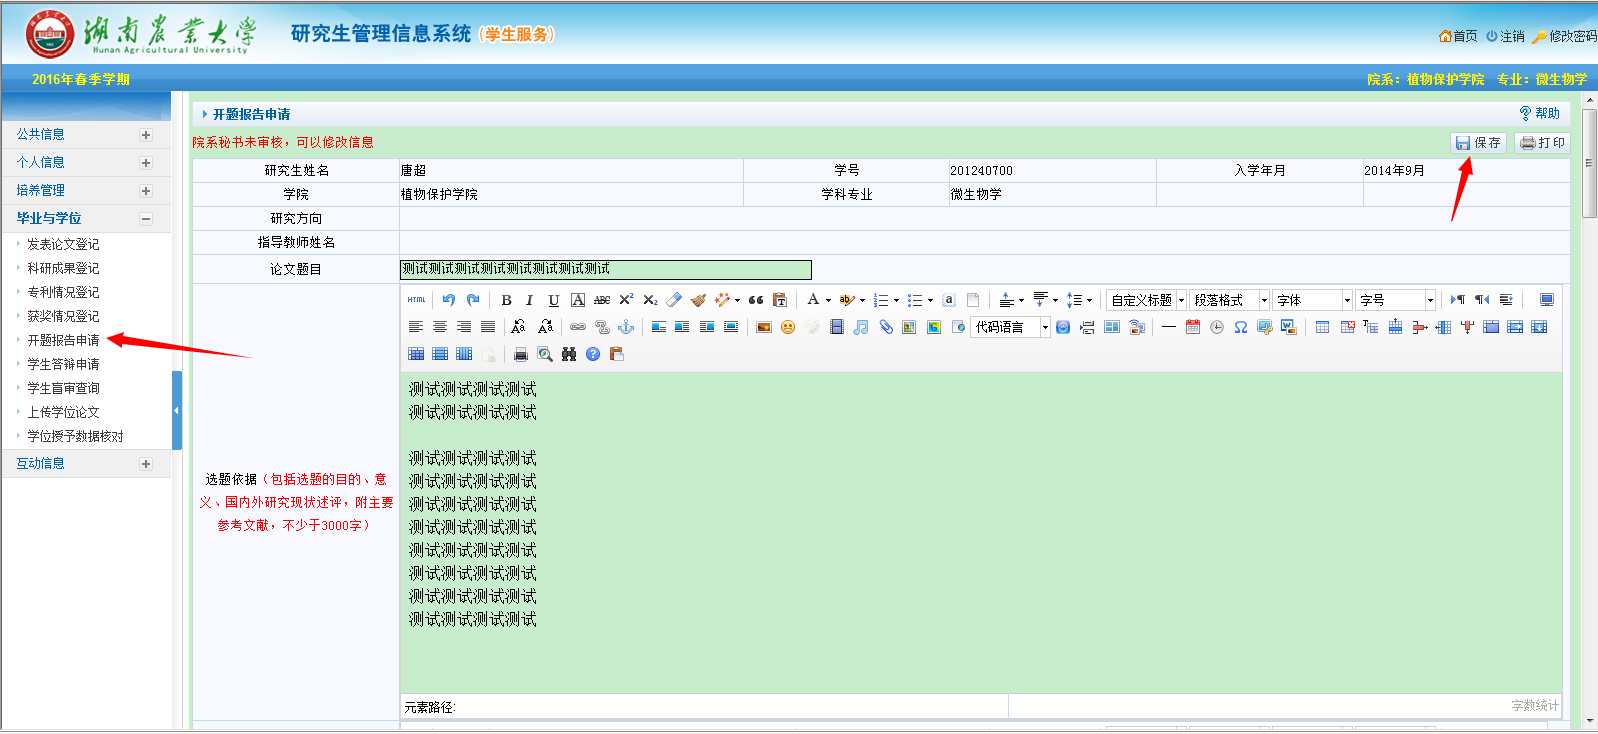 湖南农业大学
Hunan Agricultural University
研究生管理信息系统（学生服务）
首页 注销 修改密码
2016年春季学期
院系：植物保护学院 专业：微生物学
公共信息
个人信息
培养管理
毕业与学位
发表论文登记
科研成果登记
专利情况登记
获奖情况登记
开题报告申请
学生答辩申请
学生盲审查询
上传学位论文
学位授予数据核对
互动信息
开题报告申请
帮助
院系秘书未审核，可以修改信息
保存 打印
研究生姓名 唐超 学号 201240700 入学年月 2014年9月
学院 植物保护学院 学科专业 微生物学
研究方向
指导教师姓名
论文题目 测试测试测试测试测试测试测试测试
HTML B I U A ABC X² X₂ A 自定义标题 段落格式 字体 字号
代码语言
选题依据（包括选题的目的、意
义、国内外研究现状述评，附主要
参考文献，不少于3000字）
测试测试测试测试
测试测试测试测试
测试测试测试测试
测试测试测试测试
测试测试测试测试
测试测试测试测试
测试测试测试测试
测试测试测试测试
测试测试测试测试
测试测试测试测试
元素路径:
字数统计